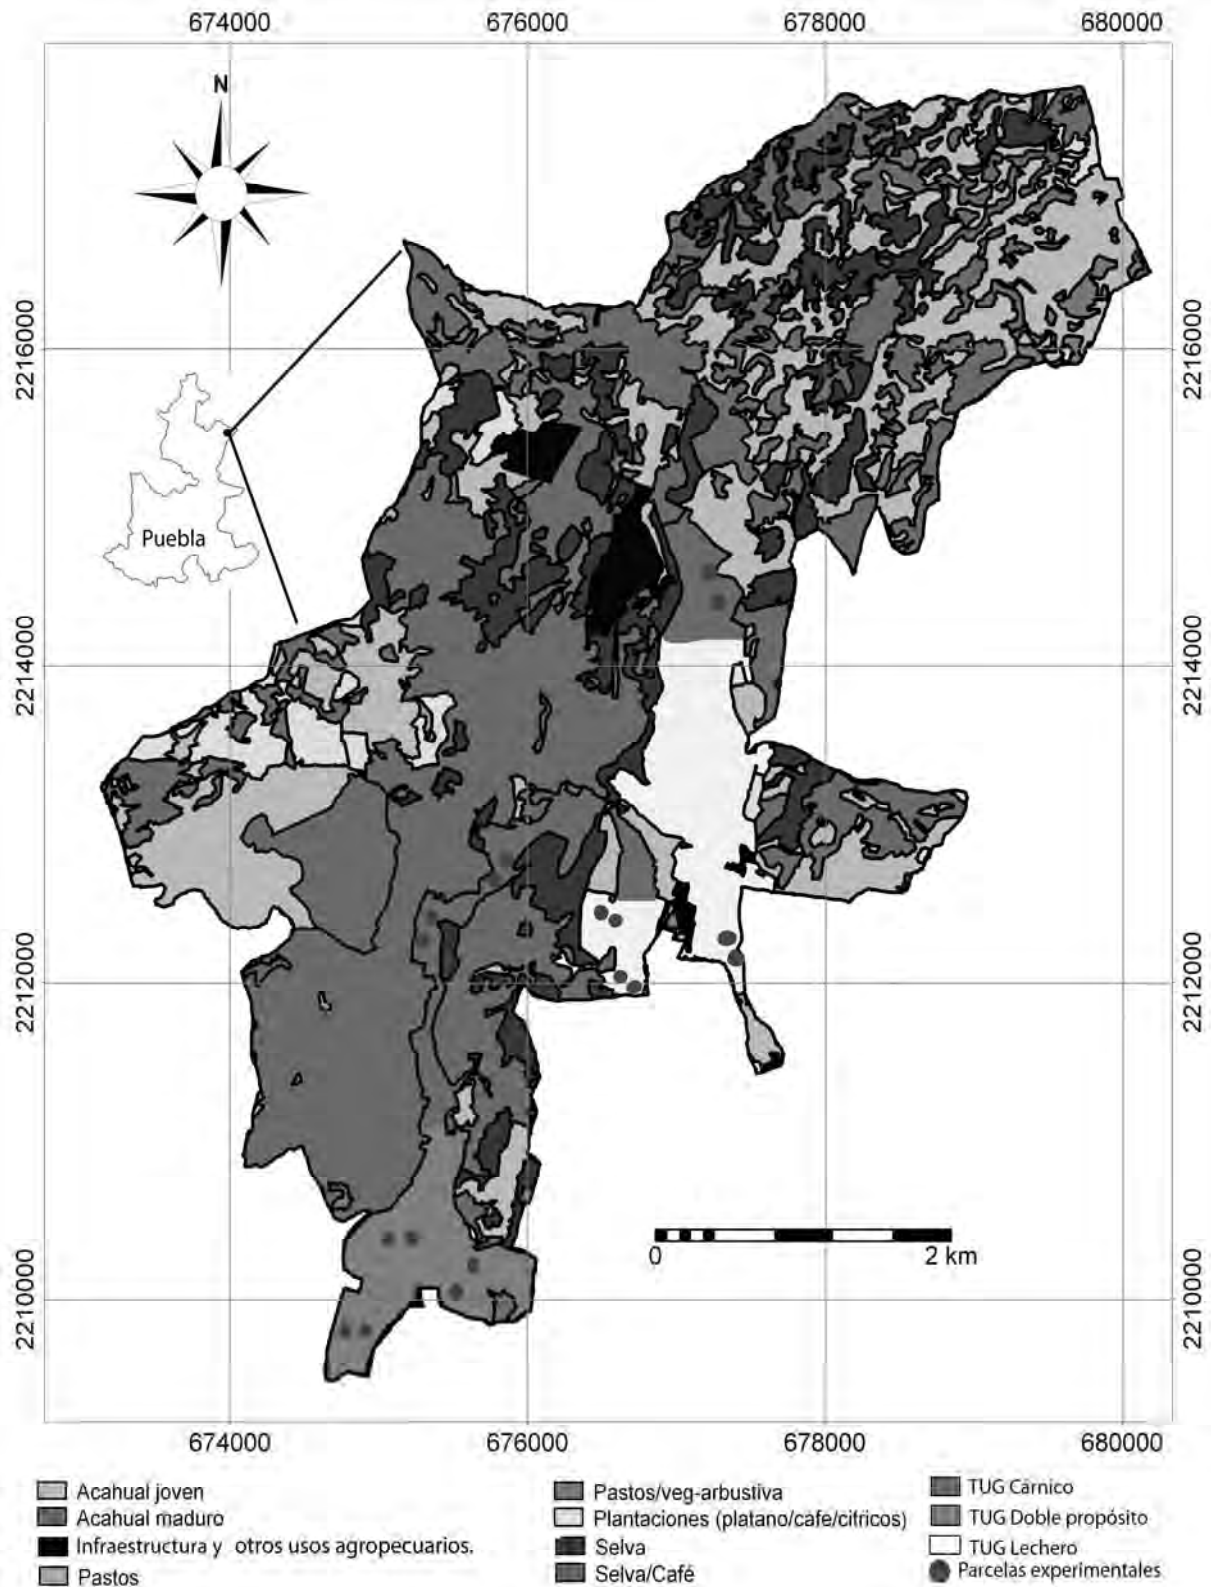 674000 676000 678000 680000
N
2216000 2216000
Puebla
2214000 2214000
2212000 2212000
0 2 km
2210000 2210000
674000 676000 678000 680000
Acahual joven
Acahual maduro
Infraestructura y otros usos agropecuarios.
Pastos
Pastos/veg-arbustiva
Plantaciones (platano/cafe/citricos)
Selva
Selva/Café
TUG Cárnico
TUG Doble propósito
TUG Lechero
Parcelas experimentales